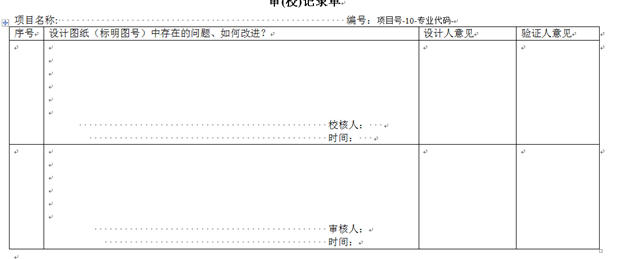 审(校)记录单
项目名称: 编号：项目号-10-专业代码-
序号 设计图纸（标明图号）中存在的问题、如何改进？ 设计人意见 验证人意见
校核人：
时间：
审核人：
时间：